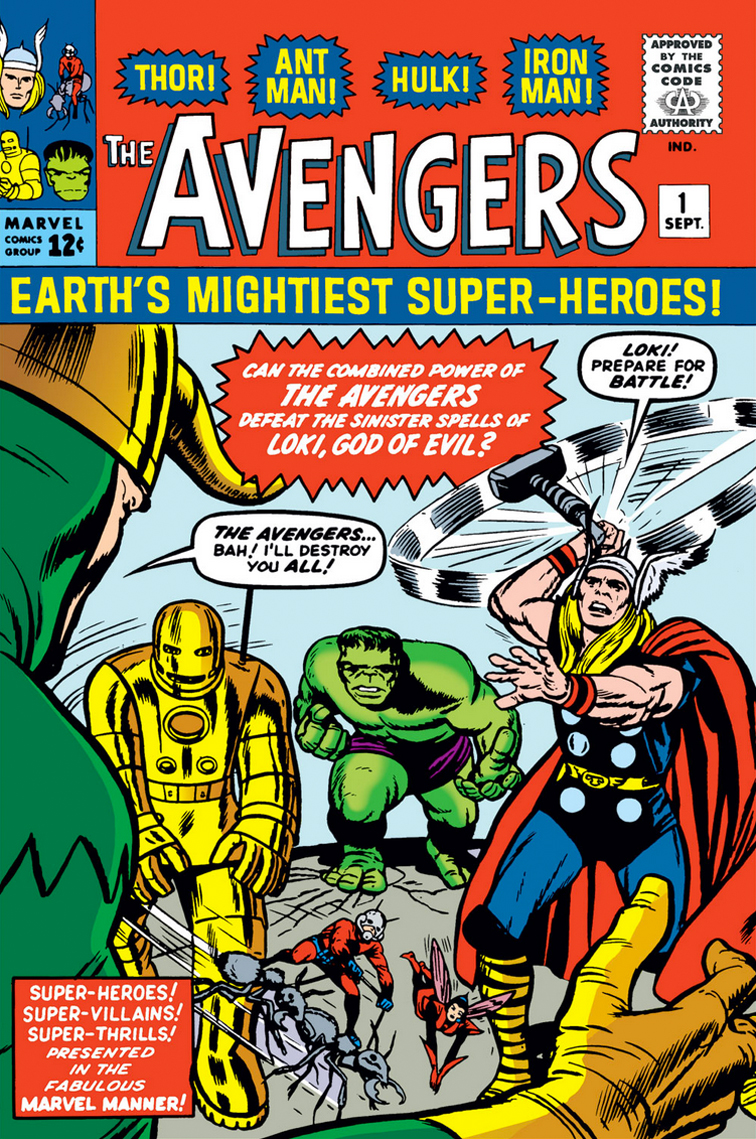 THOR!
ANT
MAN!
HULK!
IRON
MAN!
APPROVED
BY THE
COMICS
CODE
CA
AUTHORITY
THE AVENGERS
IND.
1
SEPT.
MARVEL
COMICS
GROUP 12¢
EARTH'S MIGHTIEST SUPER-HEROES!
CAN THE COMBINED POWER OF
THE AVENGERS
DEFEAT THE SINISTER SPELLS OF
LOKI, GOD OF EVIL?
LOKI!
PREPARE FOR
BATTLE!
THE AVENGERS...
BAH! I'LL DESTROY
YOU ALL!
SUPER-HEROES!
SUPER-VILLAINS!
SUPER-THRILLS!
PRESENTED
IN THE
FABULOUS
MARVEL MANNER!